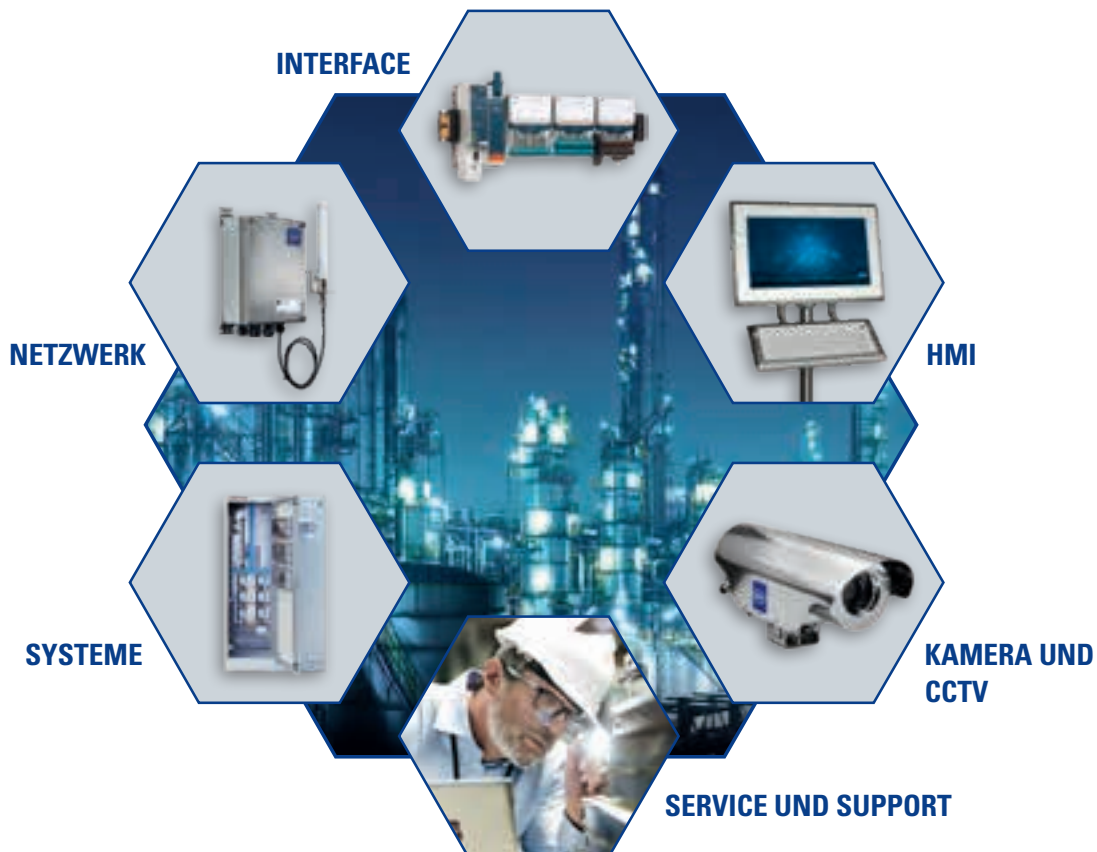 INTERFACE
NETZWERK
HMI
SYSTEME
KAMERA UND
CCTV
SERVICE UND SUPPORT